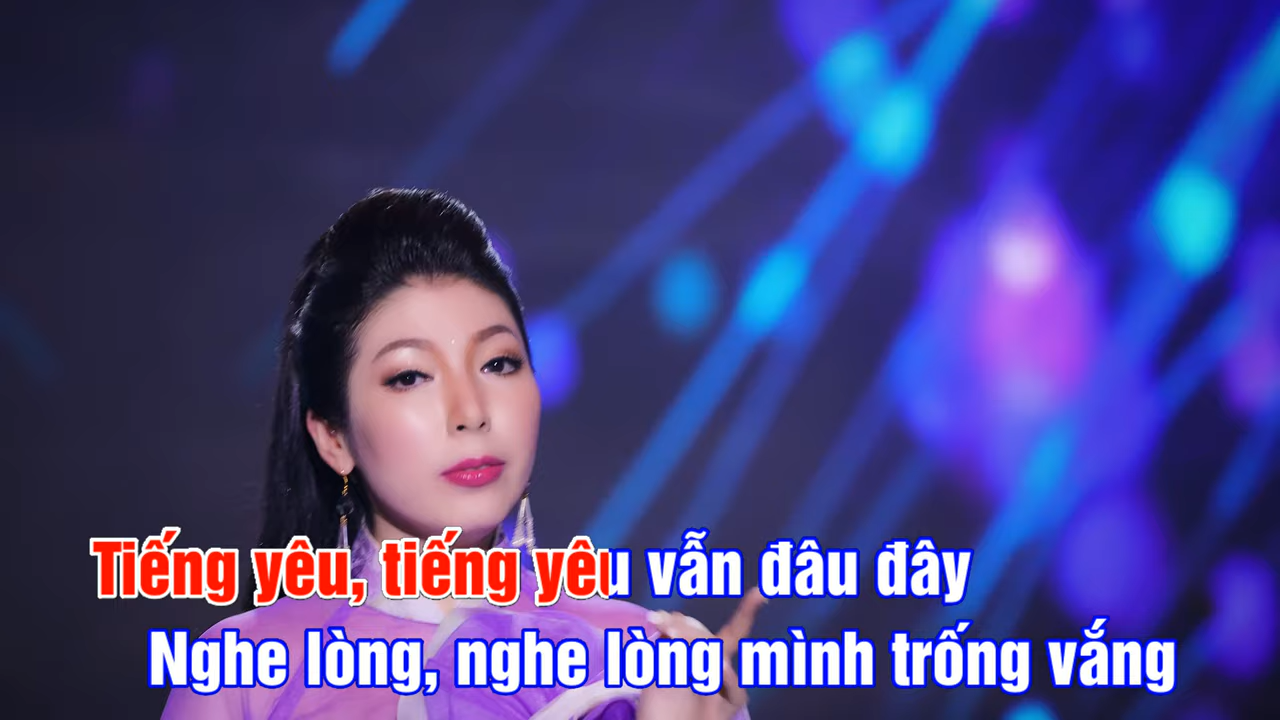 Tiếng yêu, tiếng yêu vẫn đâu đây
Nghe lòng, nghe lòng mình trống vắng